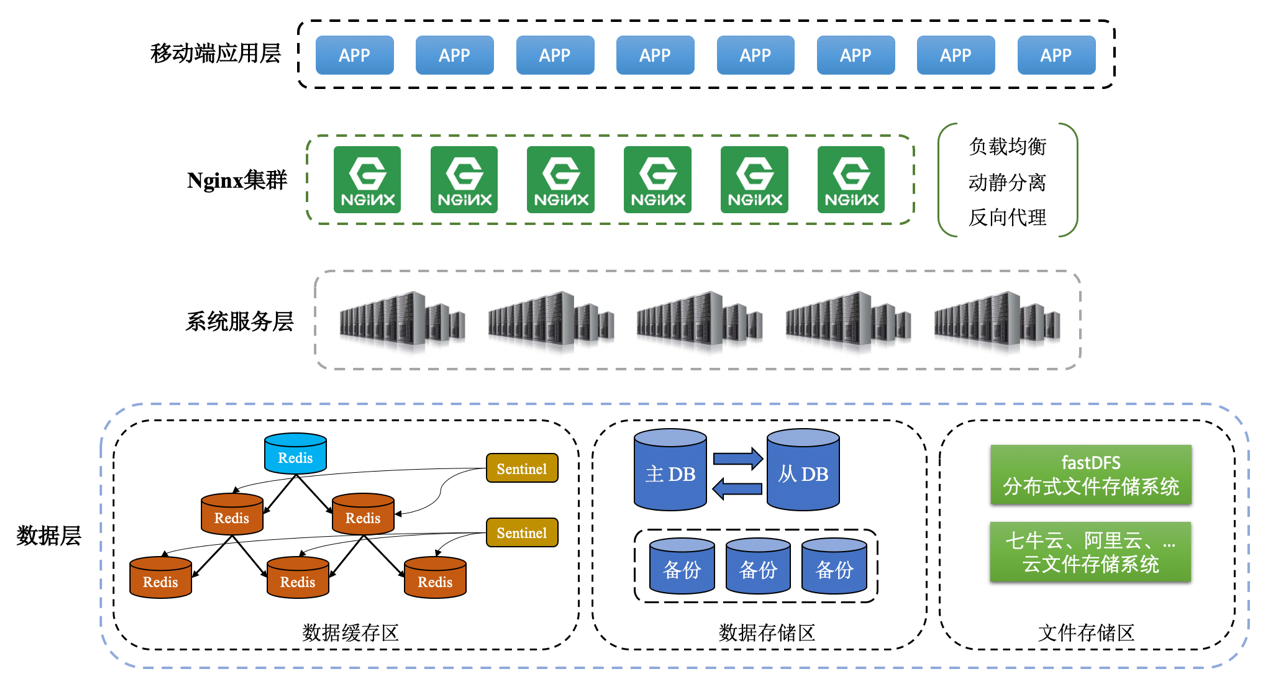 移动端应用层
APP APP APP APP APP APP APP APP
Nginx集群
NGINX NGINX NGINX NGINX NGINX NGINX
负载均衡
动静分离
反向代理
系统服务层
数据层
Redis
Sentinel
Redis Redis
Sentinel
Redis Redis Redis
数据缓存区
主 DB 从 DB
备份 备份 备份
数据存储区
fastDFS
分布式文件存储系统
七牛云、阿里云、...
云文件存储系统
文件存储区